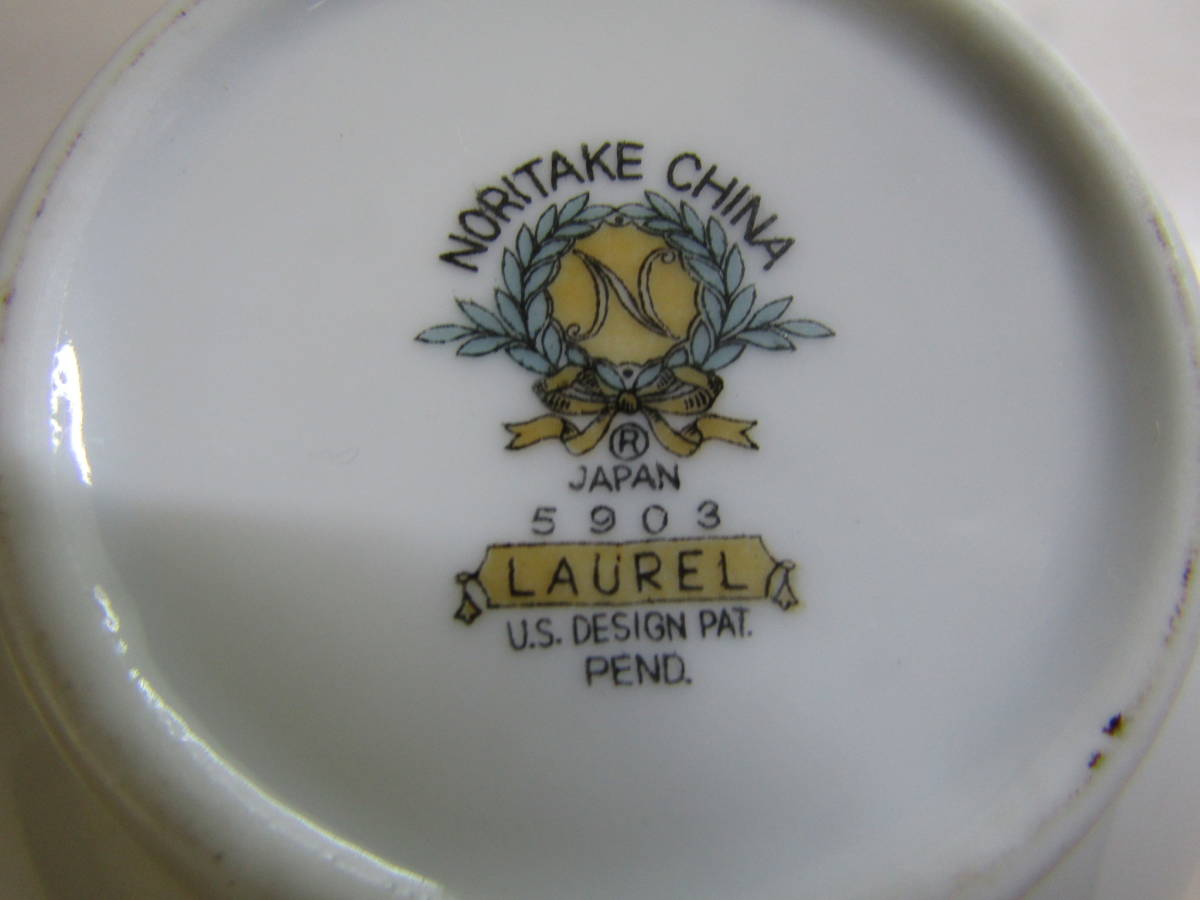 NORITAKE CHINA
N
®
JAPAN
5903
LAUREL
U.S. DESIGN PAT.
PEND.